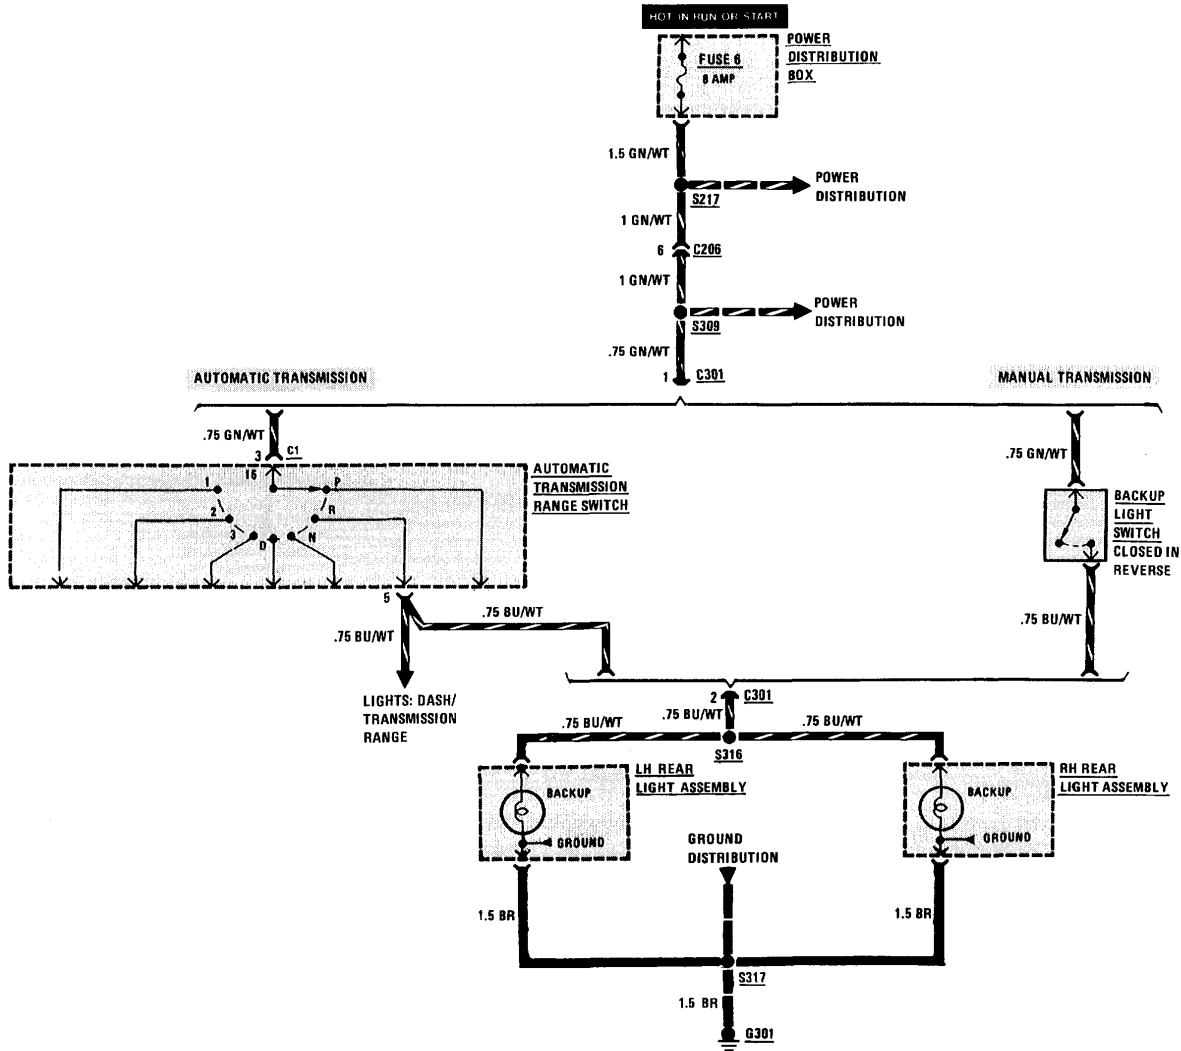 HOT IN RUN OR START
POWER
DISTRIBUTION
BOX
FUSE 6
8 AMP
1.5 GN/WT
S217
POWER
DISTRIBUTION
1 GN/WT
6
C206
1 GN/WT
S309
POWER
DISTRIBUTION
.75 GN/WT
1
C301
AUTOMATIC TRANSMISSION
MANUAL TRANSMISSION
.75 GN/WT
3
C1
.75 GN/WT
AUTOMATIC
TRANSMISSION
RANGE SWITCH
15
1
2
3
D
N
R
P
BACKUP
LIGHT
SWITCH
CLOSED IN
REVERSE
5
.75 BU/WT
.75 BU/WT
.75 BU/WT
LIGHTS: DASH/
TRANSMISSION
RANGE
2
C301
.75 BU/WT
.75 BU/WT
.75 BU/WT
S316
LH REAR
LIGHT ASSEMBLY
BACKUP
GROUND
RH REAR
LIGHT ASSEMBLY
BACKUP
GROUND
GROUND
DISTRIBUTION
1.5 BR
1.5 BR
S317
1.5 BR
G301